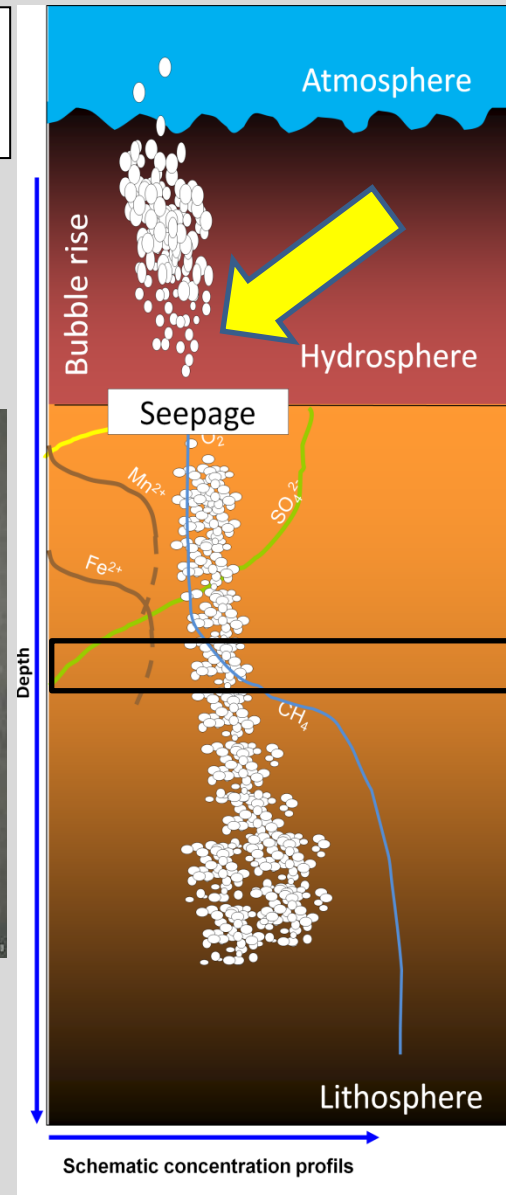 Atmosphere
Bubble rise
Hydrosphere
Seepage
O₂
Mn²⁺
SO₄²⁻
Fe²⁺
Depth
CH₄
Lithosphere
Schematic concentration profils